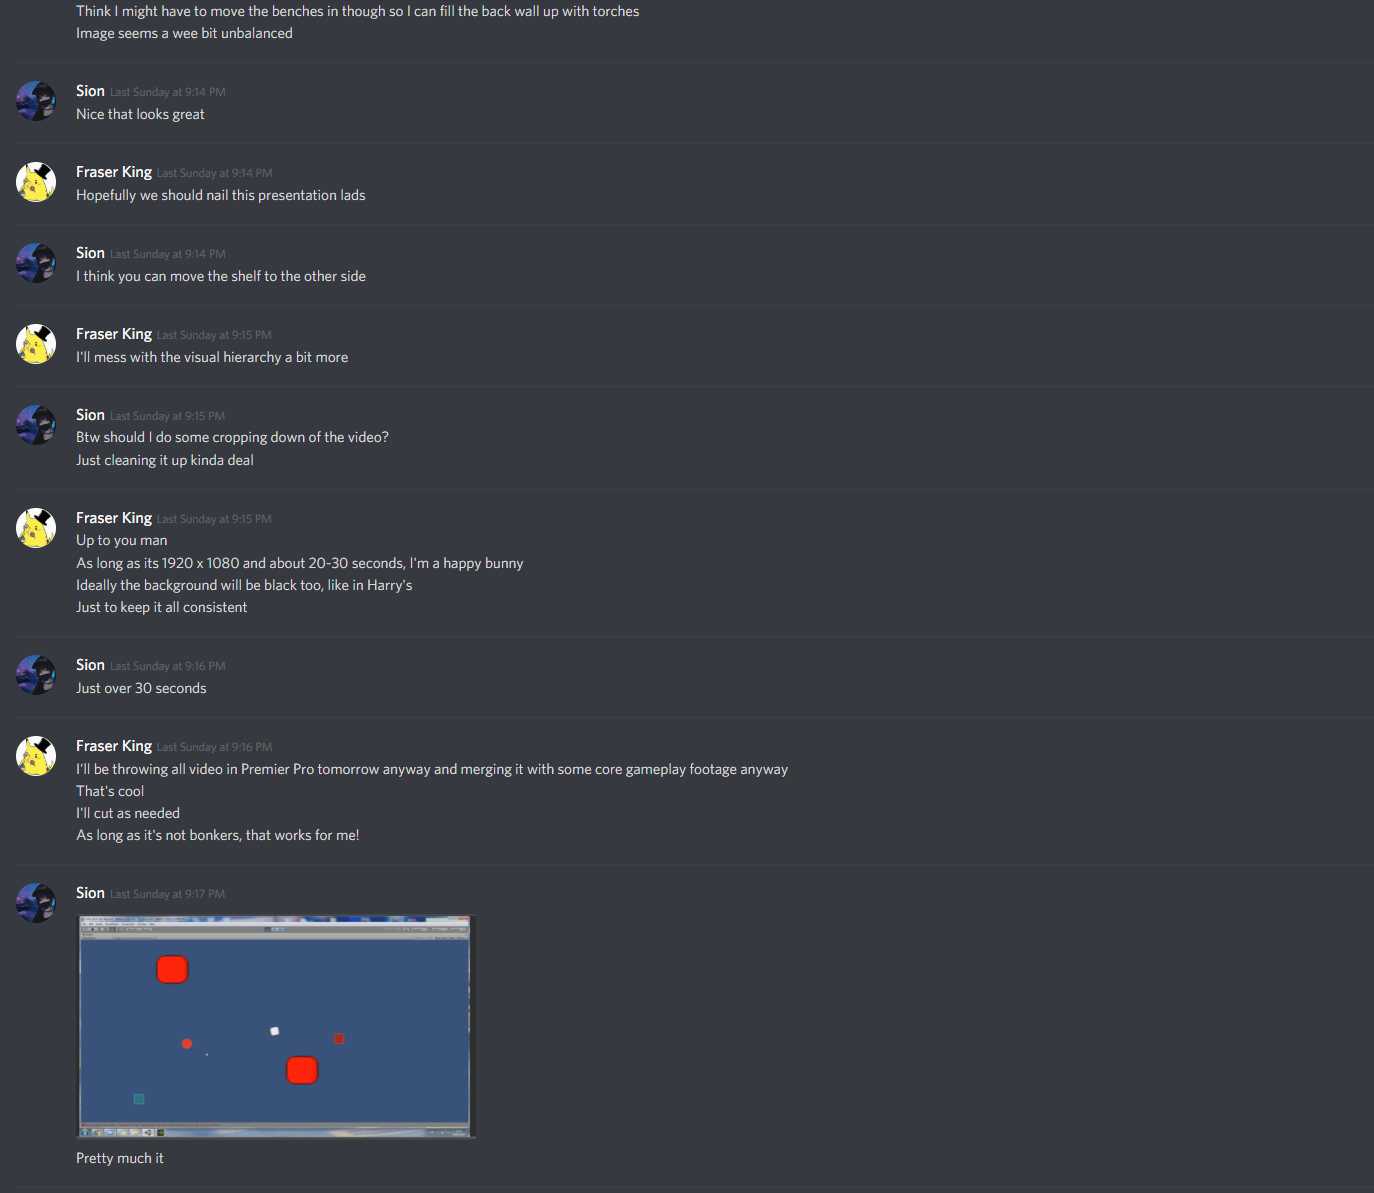 Think I might have to move the benches in though so I can fill the back wall up with torches
Image seems a wee bit unbalanced
Sion Last Sunday at 9:14 PM
Nice that looks great
Fraser King Last Sunday at 9:14 PM
Hopefully we should nail this presentation lads
Sion Last Sunday at 9:14 PM
I think you can move the shelf to the other side
Fraser King Last Sunday at 9:15 PM
I'll mess with the visual hierarchy a bit more
Sion Last Sunday at 9:15 PM
Btw should I do some cropping down of the video?
Just cleaning it up kinda deal
Fraser King Last Sunday at 9:15 PM
Up to you man
As long as its 1920 x 1080 and about 20-30 seconds, I'm a happy bunny
Ideally the background will be black too, like in Harry's
Just to keep it all consistent
Sion Last Sunday at 9:16 PM
Just over 30 seconds
Fraser King Last Sunday at 9:16 PM
I'll be throwing all video in Premier Pro tomorrow anyway and merging it with some core gameplay footage anyway
That's cool
I'll cut as needed
As long as it's not bonkers, that works for me!
Sion Last Sunday at 9:17 PM
Pretty much it